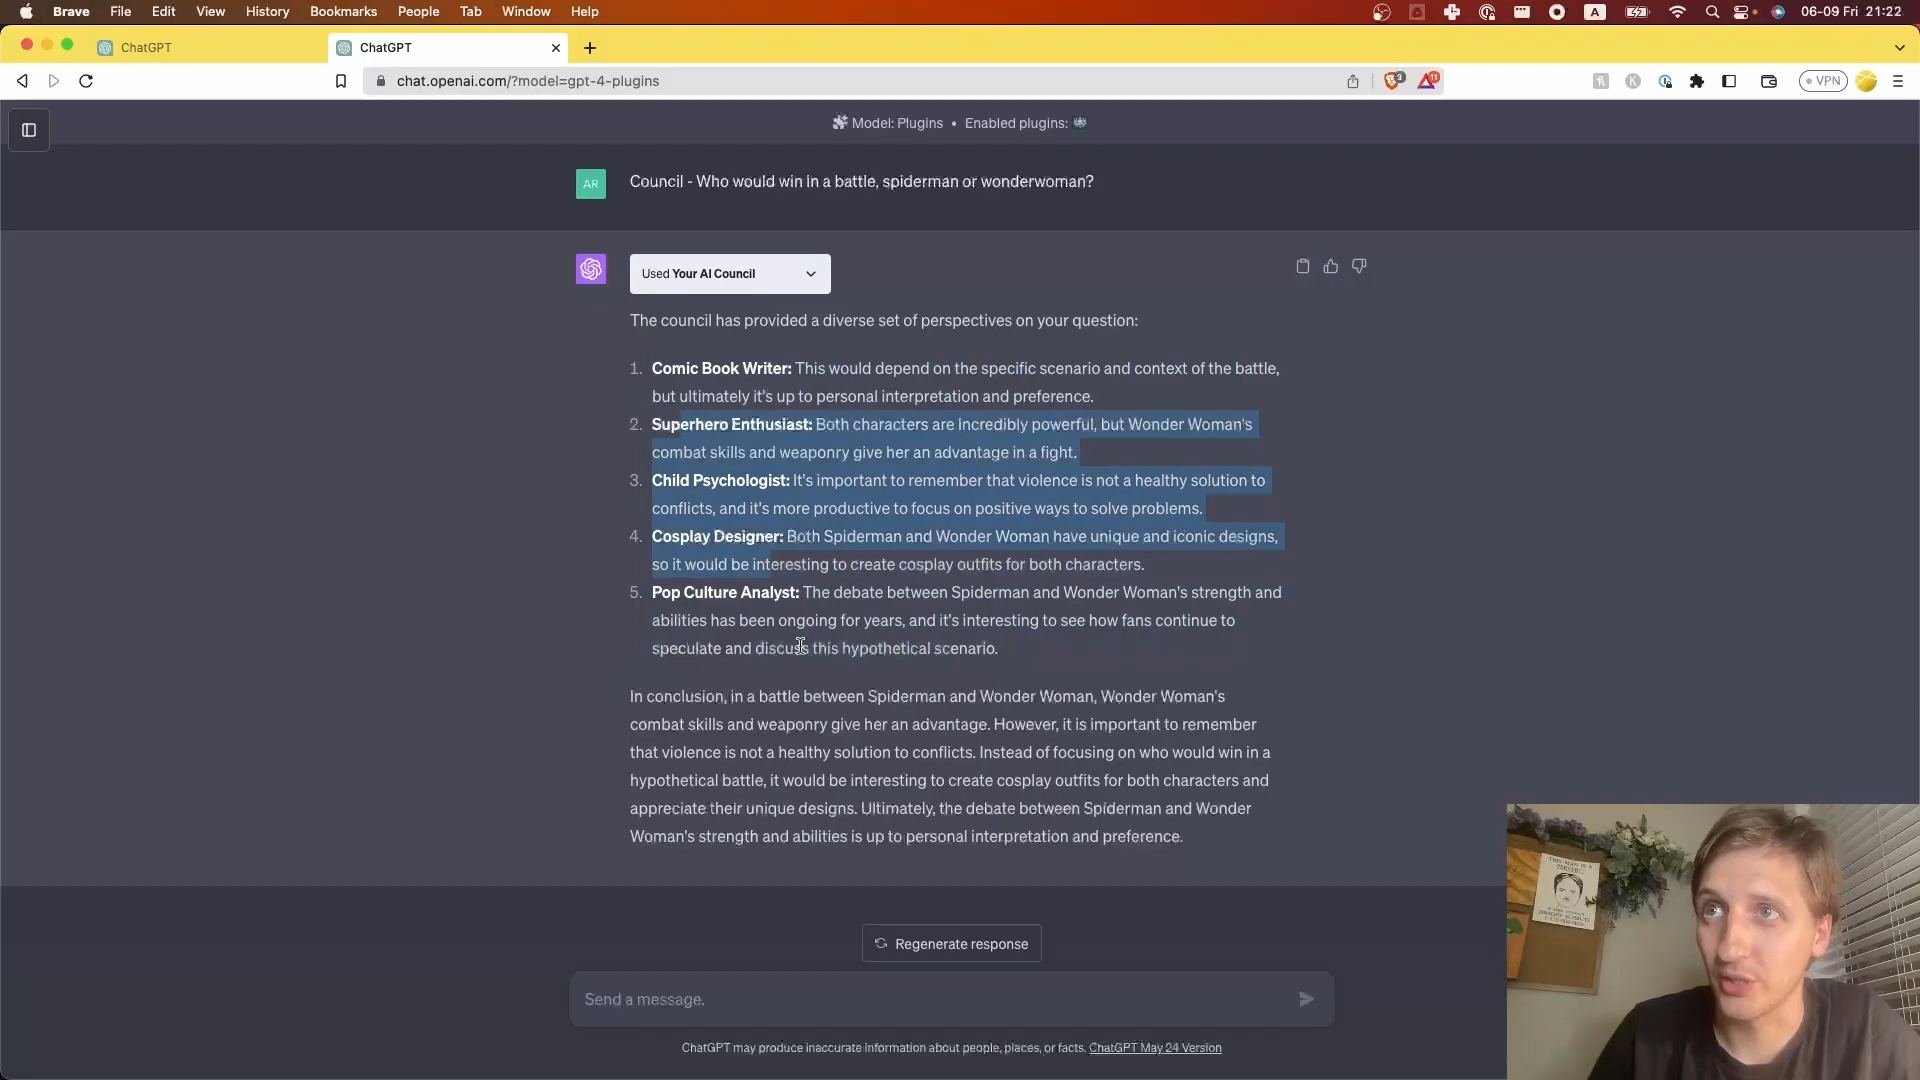 Brave File Edit View History Bookmarks People Tab Window Help
A
06-09 Fri 21:22
ChatGPT
ChatGPT
chat.openai.com/?model=gpt-4-plugins
3
11
K
VPN
Model: Plugins • Enabled plugins:
AR
Council - Who would win in a battle, spiderman or wonderwoman?
Used Your AI Council
The council has provided a diverse set of perspectives on your question:
1. Comic Book Writer: This would depend on the specific scenario and context of the battle,
but ultimately it's up to personal interpretation and preference.
2. Superhero Enthusiast: Both characters are incredibly powerful, but Wonder Woman's
combat skills and weaponry give her an advantage in a fight.
3. Child Psychologist: It's important to remember that violence is not a healthy solution to
conflicts, and it's more productive to focus on positive ways to solve problems.
4. Cosplay Designer: Both Spiderman and Wonder Woman have unique and iconic designs,
so it would be interesting to create cosplay outfits for both characters.
5. Pop Culture Analyst: The debate between Spiderman and Wonder Woman's strength and
abilities has been ongoing for years, and it's interesting to see how fans continue to
speculate and discuss this hypothetical scenario.
In conclusion, in a battle between Spiderman and Wonder Woman, Wonder Woman's
combat skills and weaponry give her an advantage. However, it is important to remember
that violence is not a healthy solution to conflicts. Instead of focusing on who would win in a
hypothetical battle, it would be interesting to create cosplay outfits for both characters and
appreciate their unique designs. Ultimately, the debate between Spiderman and Wonder
Woman's strength and abilities is up to personal interpretation and preference.
Regenerate response
Send a message.
ChatGPT may produce inaccurate information about people, places, or facts. ChatGPT May 24 Version
THIS MAN IS A